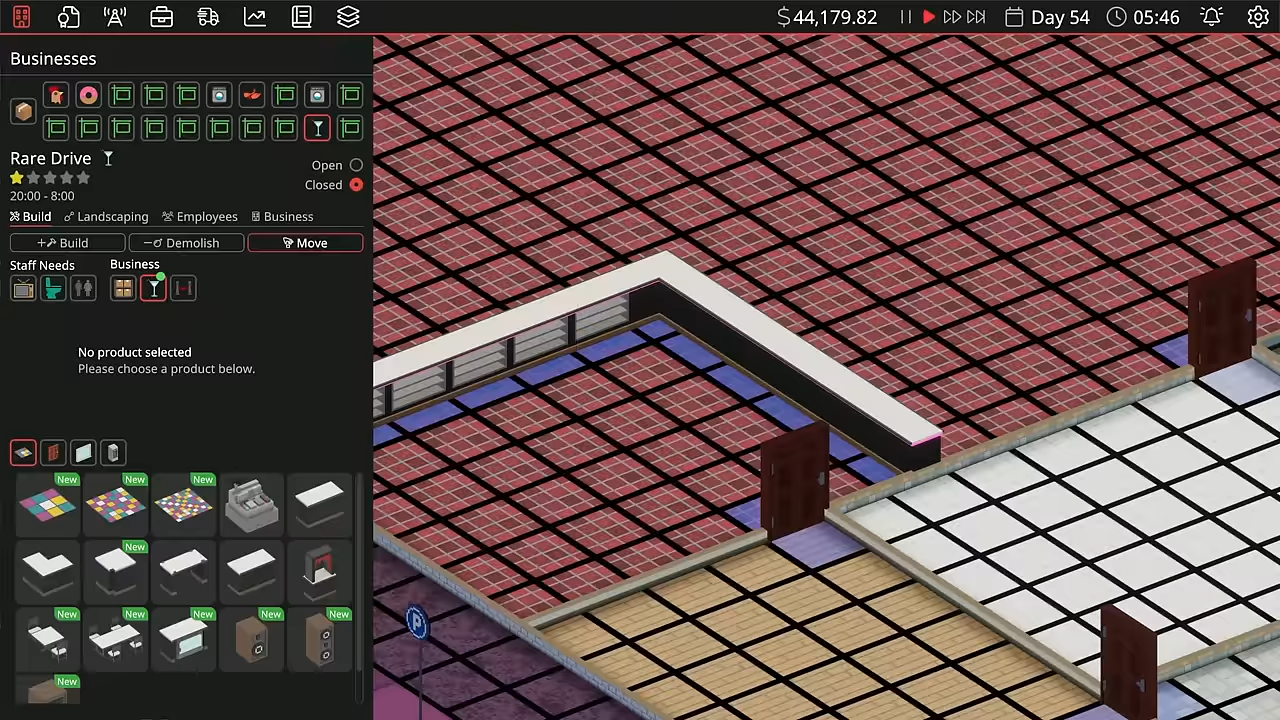 $44,179.82
Day 54
05:46
Businesses
Rare Drive
20:00 - 8:00
Open
Closed
Build
Landscaping
Employees
Business
Build
Demolish
Move
Staff Needs
Business
No product selected
Please choose a product below.
New
New
New
New
New
New
New
New
New
New
P